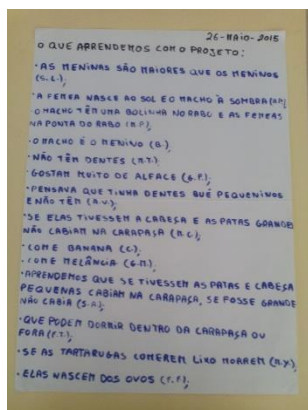 26-MAIO-2015
O QUE APRENDEMOS COM O PROJETO:
·AS MENINAS SÃO MAIORES QUE OS MENINOS
(S.L.);
·A FEMEA NASCE AO SOL E O MACHO À SOMBRA
·O MACHO TÊM UMA BOLINHA NO RABO E AS FEMEAS
NA PONTA DO RABO (M.P.);
·O MACHO É O MENINO (B.);
·NÃO TÊM DENTES (M.T.);
·GOSTAM MUITO DE ALFACE (G.F.);
·PENSAVA QUE TINHA DENTES BUÉ PEQUENINOS
E NÃO TÊM (A.V.);
·SE ELAS TIVESSEM A CABEÇA E AS PATAS GRANDES
NÃO CABIAM NA CARAPAÇA (M.C.);
·COME BANANA (C.);
·COME MELÂNCIA (G.M.);
·APRENDEMOS QUE SE TIVESSEM AS PATAS E CABEÇA
PEQUENAS CABIAM NA CARAPAÇA, SE FOSSE GRANDE
NÃO CABIA (S.A.);
·QUE PODEM DORMIR DENTRO DA CARAPAÇA OU
FORA (F.T.);
·SE AS TARTARUGAS COMEREM LIXO MORREM (M.X.);
·ELAS NASCEM DOS OVOS (F.F.);